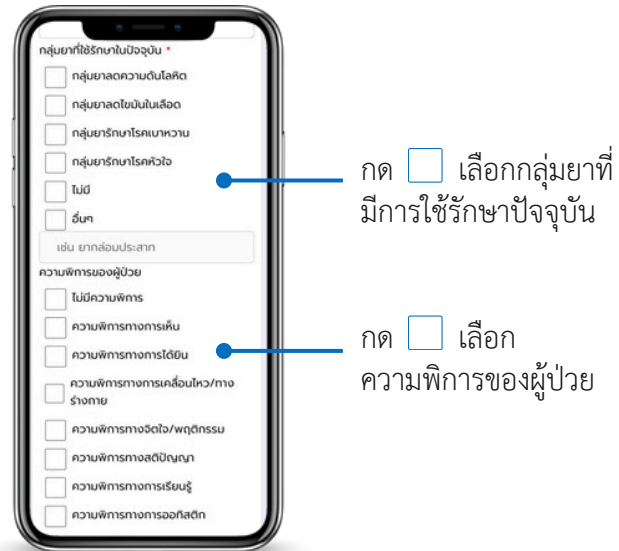 กลุ่มยาที่ใช้รักษาในปัจจุบัน *
กลุ่มยาลดความดันโลหิต
กลุ่มยาลดไขมันในเลือด
กลุ่มยารักษาโรคเบาหวาน
กลุ่มยารักษาโรคหัวใจ
ไม่มี
อื่นๆ
เช่น ยากล่อมประสาท
ความพิการของผู้ป่วย
ไม่มีความพิการ
ความพิการทางการเห็น
ความพิการทางการได้ยิน
ความพิการทางการเคลื่อนไหว/ทาง
ร่างกาย
ความพิการทางจิตใจ/พฤติกรรม
ความพิการทางสติปัญญา
ความพิการทางการเรียนรู้
ความพิการทางการออทิสติก
กด เลือกกลุ่มยาที่
มีการใช้รักษาปัจจุบัน
กด เลือก
ความพิการของผู้ป่วย